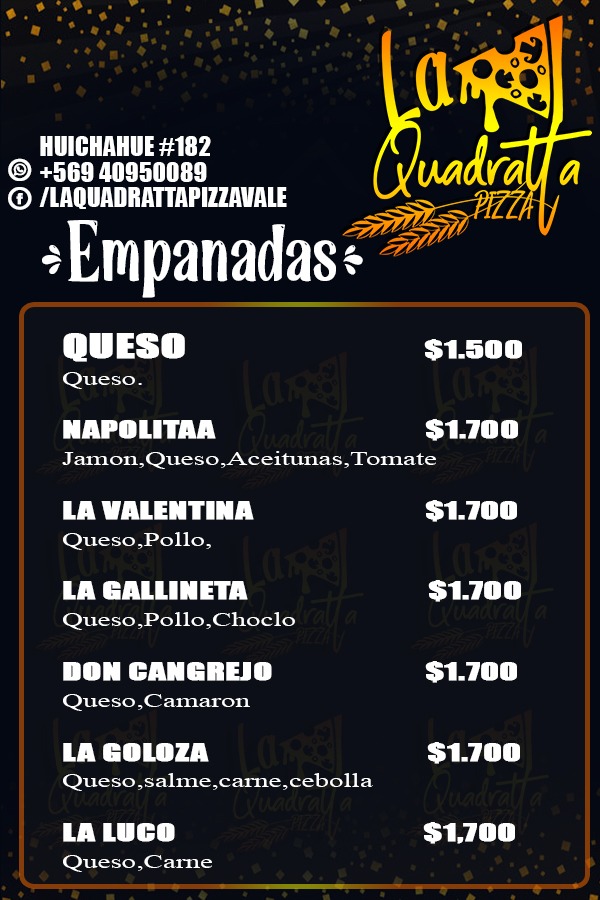 La
Quadratta
PIZZA
HUICHAHUE #182
+569 40950089
/LAQUADRATTAPIZZAVALE
Empanadas
QUESO $1.500
Queso.
NAPOLITAA $1.700
Jamon,Queso,Aceitunas,Tomate
LA VALENTINA $1.700
Queso,Pollo,
LA GALLINETA $1.700
Queso,Pollo,Choclo
DON CANGREJO $1.700
Queso,Camaron
LA GOLOZA $1.700
Queso,salme,carne,cebolla
LA LUCO $1,700
Queso,Carne